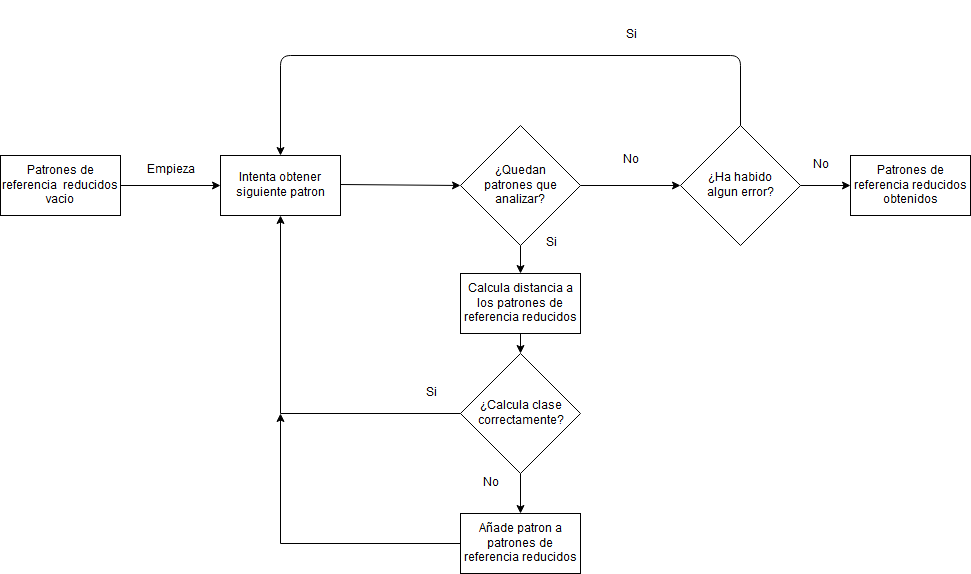 Si
Patrones de
referencia reducidos
vacio
Empieza
Intenta obtener
siguiente patron
¿Quedan
patrones que
analizar?
No
¿Ha habido
algun error?
No
Patrones de
referencia reducidos
obtenidos
Si
Calcula distancia a
los patrones de
referencia reducidos
Si
¿Calcula clase
correctamente?
No
Añade patron a
patrones de
referencia reducidos